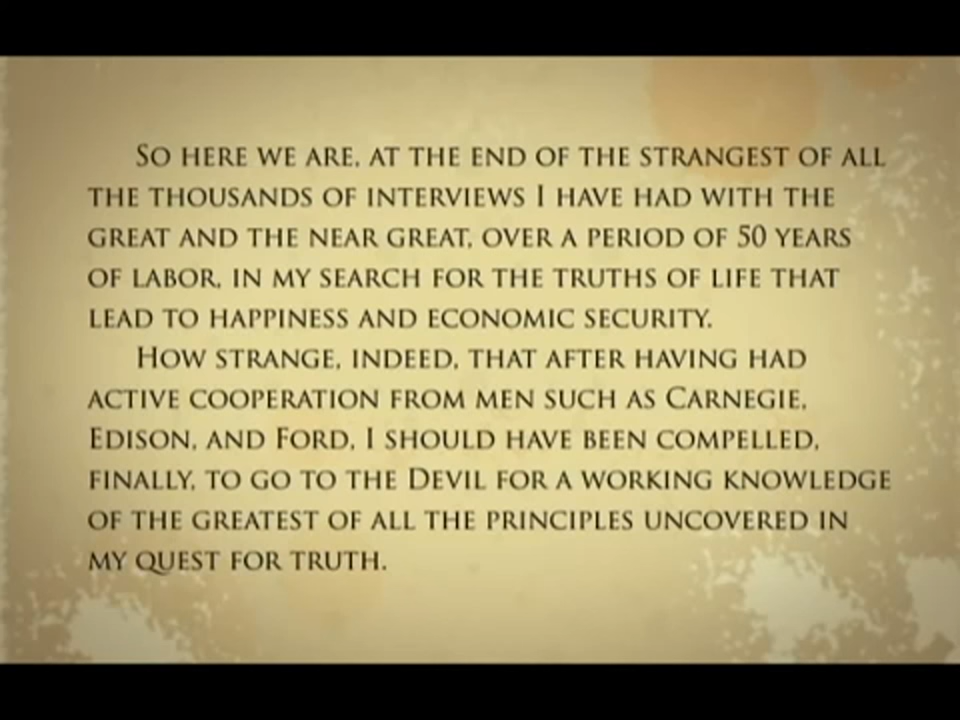 So here we are, at the end of the strangest of all
the thousands of interviews I have had with the
great and the near great, over a period of 50 years
of labor, in my search for the truths of life that
lead to happiness and economic security.
How strange, indeed, that after having had
active cooperation from men such as Carnegie,
Edison, and Ford, I should have been compelled,
finally, to go to the Devil for a working knowledge
of the greatest of all the principles uncovered in
my quest for truth.